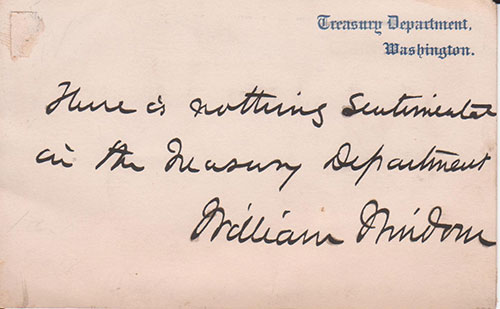 Treasury Department,
Washington.
There is nothing Sentimental
in the Treasury Department
William Windom